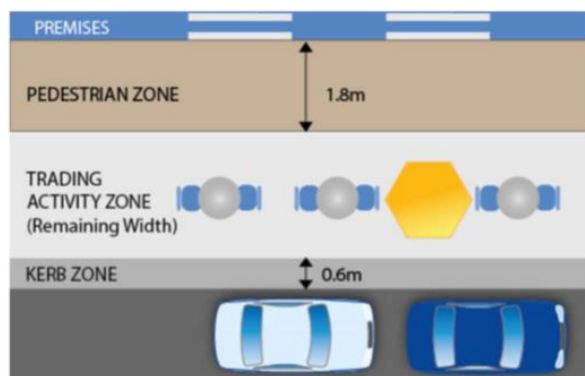 PREMISES
PEDESTRIAN ZONE
1.8m
TRADING
ACTIVITY ZONE
(Remaining Width)
KERB ZONE
0.6m